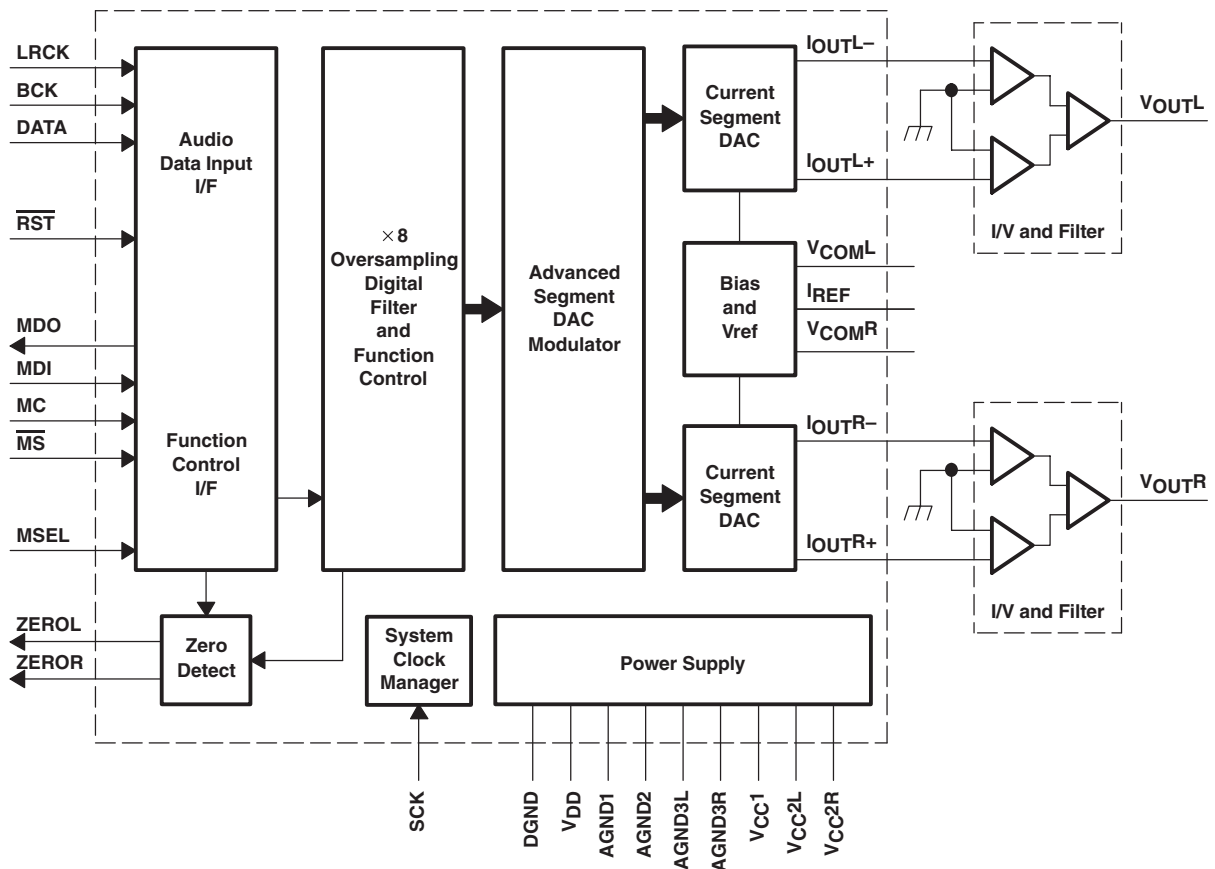 LRCK
BCK
DATA
RST
MDO
MDI
MC
MS
MSEL
ZEROL
ZEROR
Audio
Data Input
I/F
Function
Control
I/F
×8
Oversampling
Digital
Filter
and
Function
Control
Advanced
Segment
DAC
Modulator
Current
Segment
DAC
Bias
and
Vref
Current
Segment
DAC
IOUTL–
IOUTL+
VCOML
IREF
VCOMR
IOUTR–
IOUTR+
VOUTL
I/V and Filter
VOUTR
I/V and Filter
Zero
Detect
System
Clock
Manager
Power Supply
SCK
DGND
VDD
AGND1
AGND2
AGND3L
AGND3R
VCC1
VCC2L
VCC2R